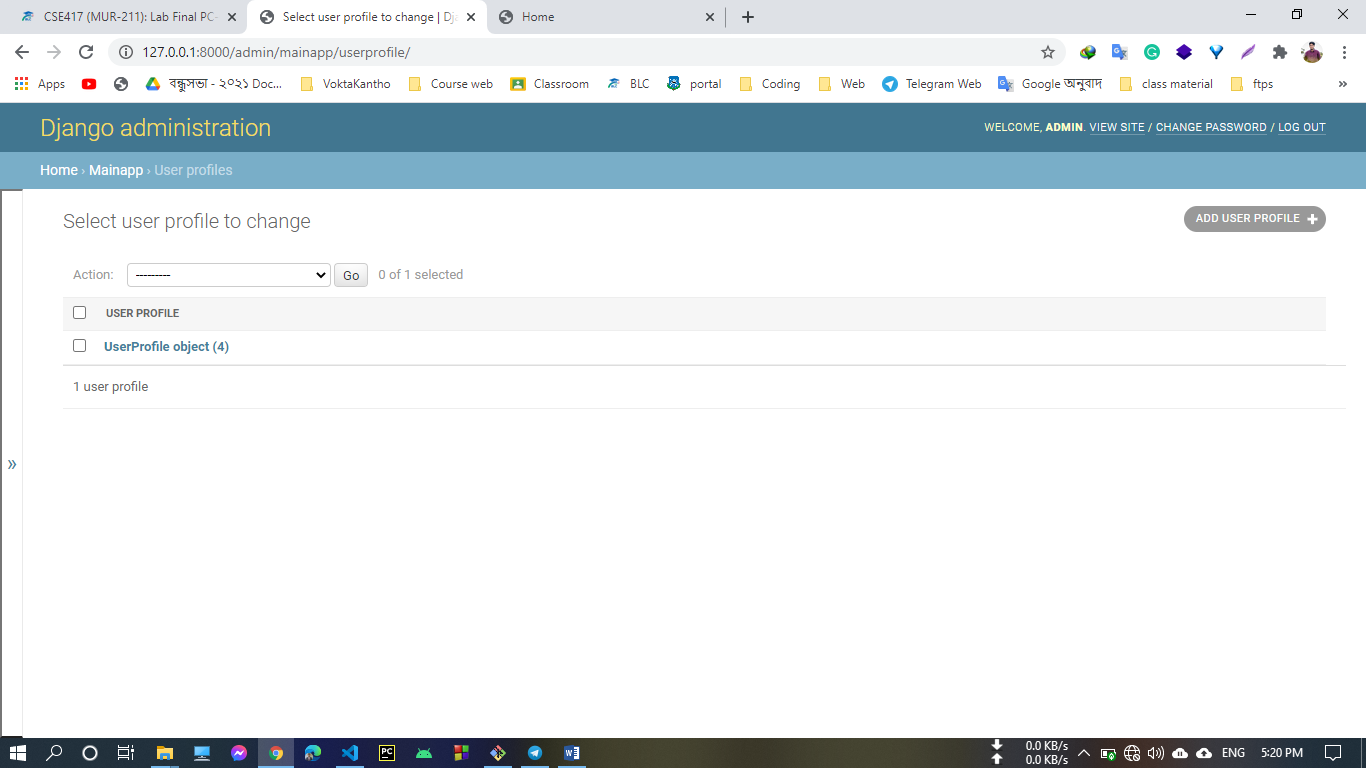 CSE417 (MUR-211): Lab Final PC-
Select user profile to change | Dj
Home
127.0.0.1:8000/admin/mainapp/userprofile/
Apps
বন্ধুসভা - ২০২১ Doc...
VoktaKantho
Course web
Classroom
BLC
portal
Coding
Web
Telegram Web
Google অনুবাদ
class material
ftps
»
Django administration
WELCOME, ADMIN. VIEW SITE / CHANGE PASSWORD / LOG OUT
Home › Mainapp › User profiles
Select user profile to change
ADD USER PROFILE +
Action: --------- Go 0 of 1 selected
USER PROFILE
UserProfile object (4)
1 user profile
»
0.0 KB/s
0.0 KB/s
ENG
5:20 PM